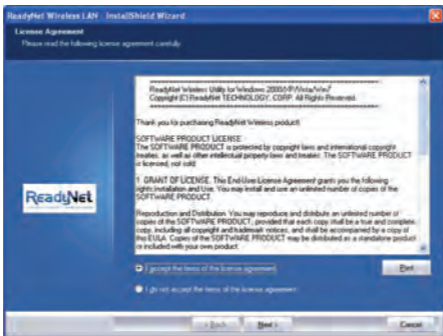 ReadyNet Wireless LAN - InstallShield Wizard
License Agreement
Please read the following license agreement carefully.
ReadyNet Wireless Utility for Windows 2000/XP/Vista/Win7
Copyright (C) ReadyNet TECHNOLOGY, CORP. All Rights Reserved.
Thank you for purchasing ReadyNet Wireless product!
SOFTWARE PRODUCT LICENSE
The SOFTWARE PRODUCT is protected by copyright laws and international copyright
treaties, as well as other intellectual property laws and treaties. The SOFTWARE PRODUCT
is licensed, not sold.
1. GRANT OF LICENSE. This End-User License Agreement grants you the following
rights: Installation and Use. You may install and use an unlimited number of copies of the
SOFTWARE PRODUCT.
Reproduction and Distribution. You may reproduce and distribute an unlimited number of
copies of the SOFTWARE PRODUCT; provided that each copy shall be a true and complete
copy, including all copyright and trademark notices, and shall be accompanied by a copy of
this EULA. Copies of the SOFTWARE PRODUCT may be distributed as a standalone product
or included with your own product.
ReadyNet
I accept the terms of the license agreement
Print
I do not accept the terms of the license agreement
< Back
Next >
Cancel